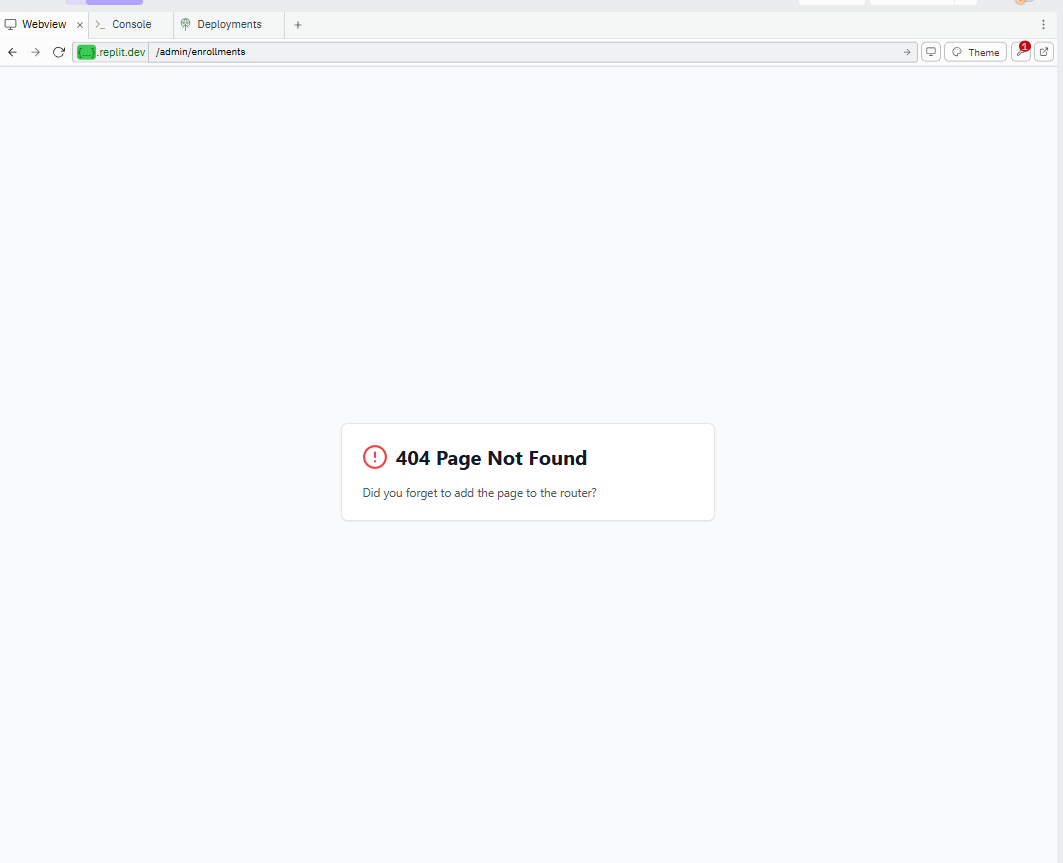 Webview
Console
Deployments
{...}.replit.dev
/admin/enrollments
Theme
1
404 Page Not Found
Did you forget to add the page to the router?